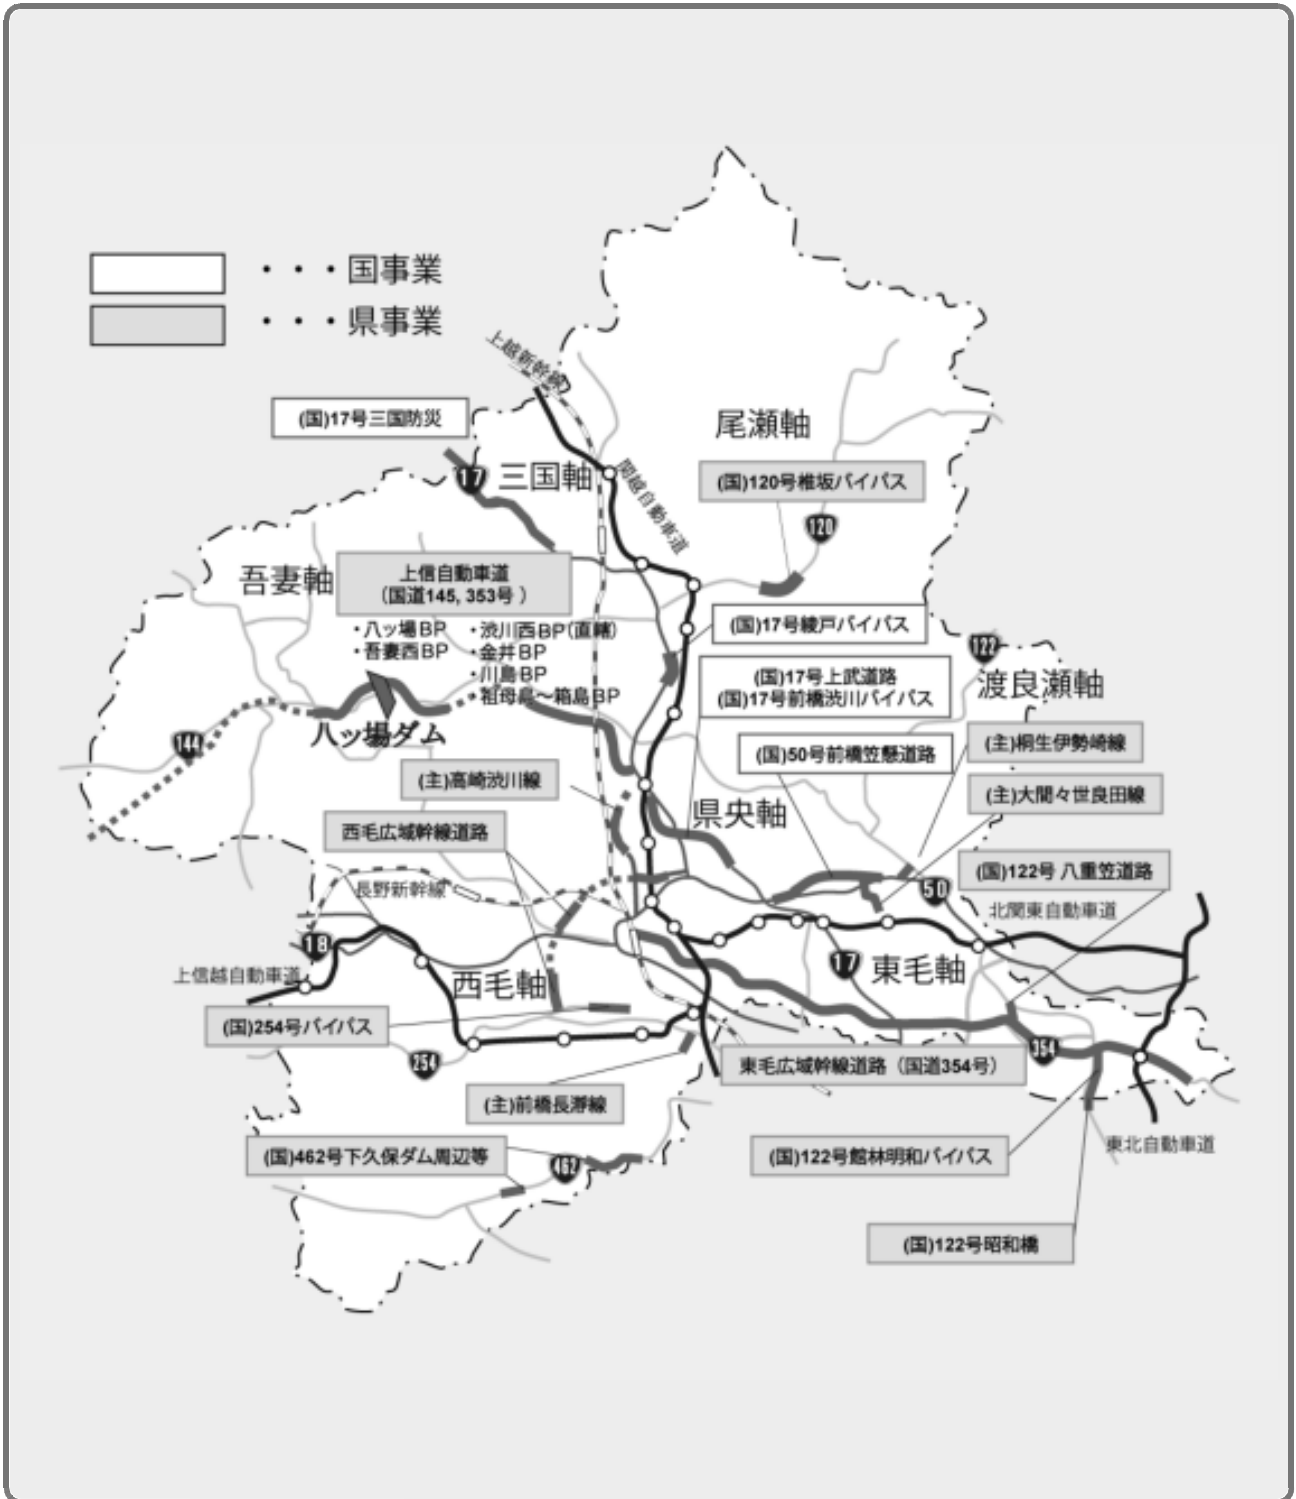 ・・・国事業
・・・県事業
上越新幹線
(国)17号三国防災
尾瀬軸
三国軸
17
関越自動車道
(国)120号椎坂バイパス
120
吾妻軸
上信自動車道
（国道145, 353号 ）
・八ッ場BP
・吾妻西BP
・渋川西BP(直轄)
・金井BP
・川島BP
・祖母島〜箱島BP
(国)17号綾戸バイパス
122
渡良瀬軸
(国)17号上武道路
(国)17号前橋渋川バイパス
八ッ場ダム
144
(国)50号前橋笠懸道路
(主)桐生伊勢崎線
(主)高崎渋川線
(主)大間々世良田線
県央軸
西毛広域幹線道路
(国)122号 八重笠道路
長野新幹線
50
北関東自動車道
18
上信越自動車道
西毛軸
17
東毛軸
(国)254号バイパス
254
354
東毛広域幹線道路（国道354号）
(主)前橋長瀞線
(国)462号下久保ダム周辺等
462
(国)122号館林明和バイパス
東北自動車道
(国)122号昭和橋